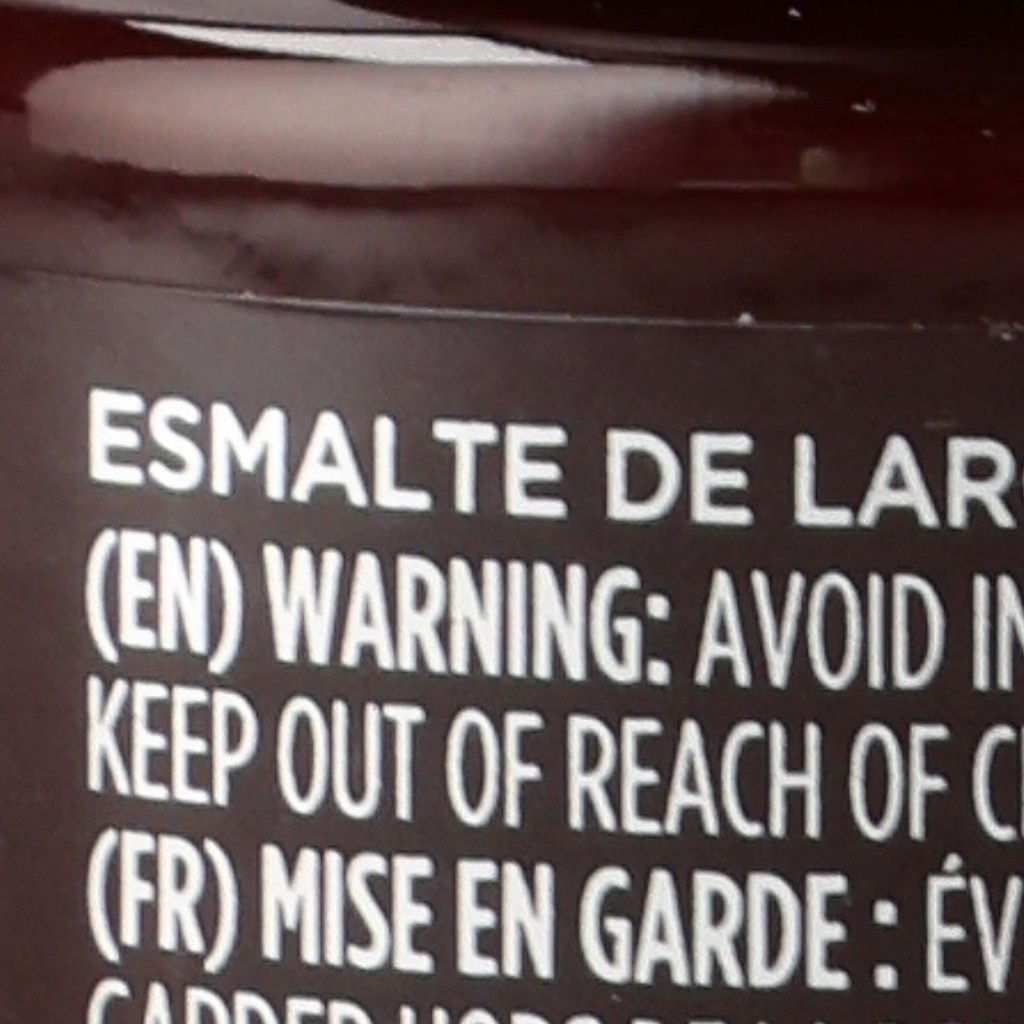 ESMALTE DE LAR
(EN) WARNING: AVOID IN
KEEP OUT OF REACH OF C
(FR) MISE EN GARDE : ÉV